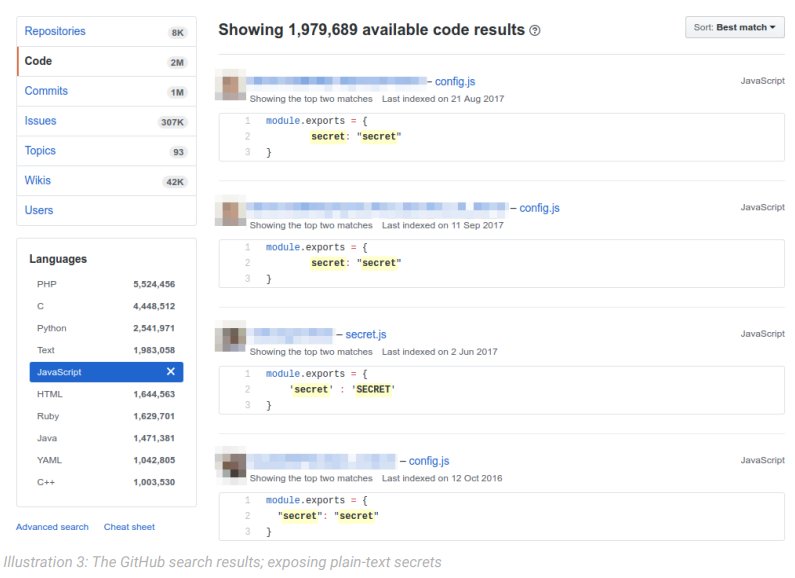 Repositories 8K
Code 2M
Commits 1M
Issues 307K
Topics 93
Wikis 42K
Users
Languages
PHP 5,524,456
C 4,448,512
Python 2,541,971
Text 1,983,058
JavaScript ✕
HTML 1,644,563
Ruby 1,629,701
Java 1,471,381
YAML 1,042,805
C++ 1,003,530
Advanced search Cheat sheet
Showing 1,979,689 available code results
Sort: Best match
– config.js JavaScript
Showing the top two matches Last indexed on 21 Aug 2017
1 module.exports = {
2 secret: "secret"
3 }
– config.js JavaScript
Showing the top two matches Last indexed on 11 Sep 2017
1 module.exports = {
2 secret: "secret"
3 }
– secret.js JavaScript
Showing the top two matches Last indexed on 2 Jun 2017
1 module.exports = {
2 'secret' : 'SECRET'
3 }
– config.js JavaScript
Showing the top two matches Last indexed on 12 Oct 2016
1 module.exports = {
2 "secret": "secret"
3 }
Illustration 3: The GitHub search results; exposing plain-text secrets